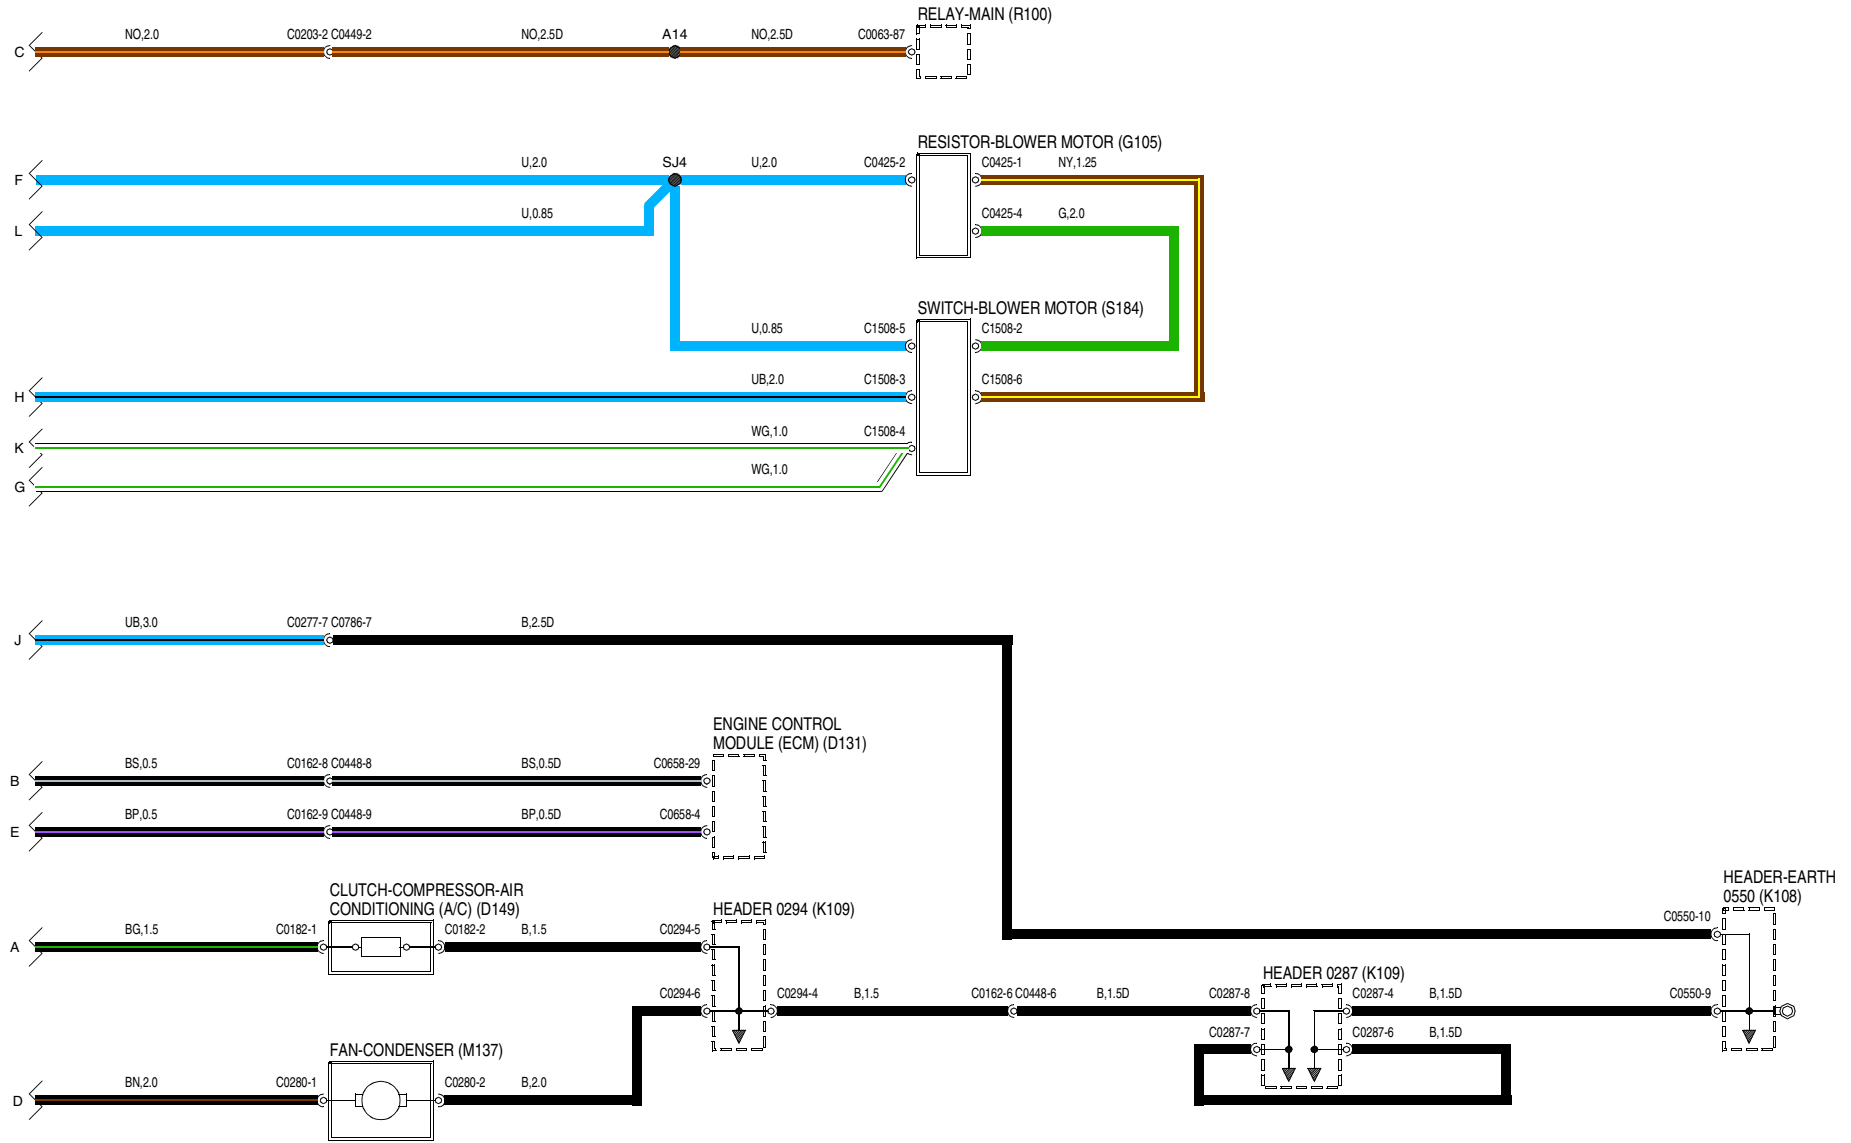 RELAY-MAIN (R100)
C NO,2.0 C0203-2 C0449-2 NO,2.5D A14 NO,2.5D C0063-87
RESISTOR-BLOWER MOTOR (G105)
F U,2.0 SJ4 U,2.0 C0425-2 C0425-1 NY,1.25
L U,0.85 C0425-4 G,2.0
SWITCH-BLOWER MOTOR (S184)
U,0.85 C1508-5 C1508-2
H UB,2.0 C1508-3 C1508-6
K WG,1.0 C1508-4
G WG,1.0
J UB,3.0 C0277-7 C0786-7 B,2.5D
ENGINE CONTROL
MODULE (ECM) (D131)
B BS,0.5 C0162-8 C0448-8 BS,0.5D C0658-29
E BP,0.5 C0162-9 C0448-9 BP,0.5D C0658-4
CLUTCH-COMPRESSOR-AIR
CONDITIONING (A/C) (D149)
HEADER 0294 (K109)
HEADER-EARTH
0550 (K108)
A BG,1.5 C0182-1 C0182-2 B,1.5 C0294-5 C0550-10
HEADER 0287 (K109)
C0294-6 C0294-4 B,1.5 C0162-6 C0448-6 B,1.5D C0287-8 C0287-4 B,1.5D C0550-9
C0287-7 C0287-6 B,1.5D
FAN-CONDENSER (M137)
D BN,2.0 C0280-1 C0280-2 B,2.0